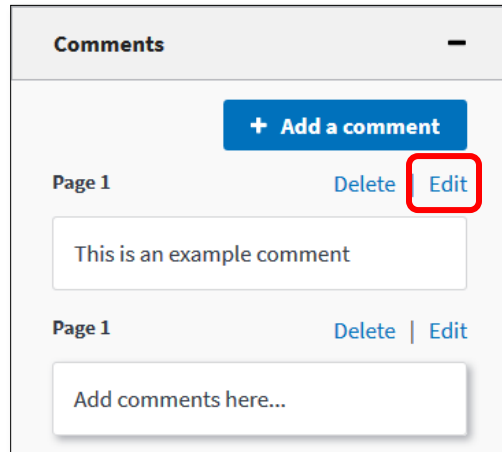 Comments
+ Add a comment
Page 1 Delete | Edit
This is an example comment
Page 1 Delete | Edit
Add comments here...